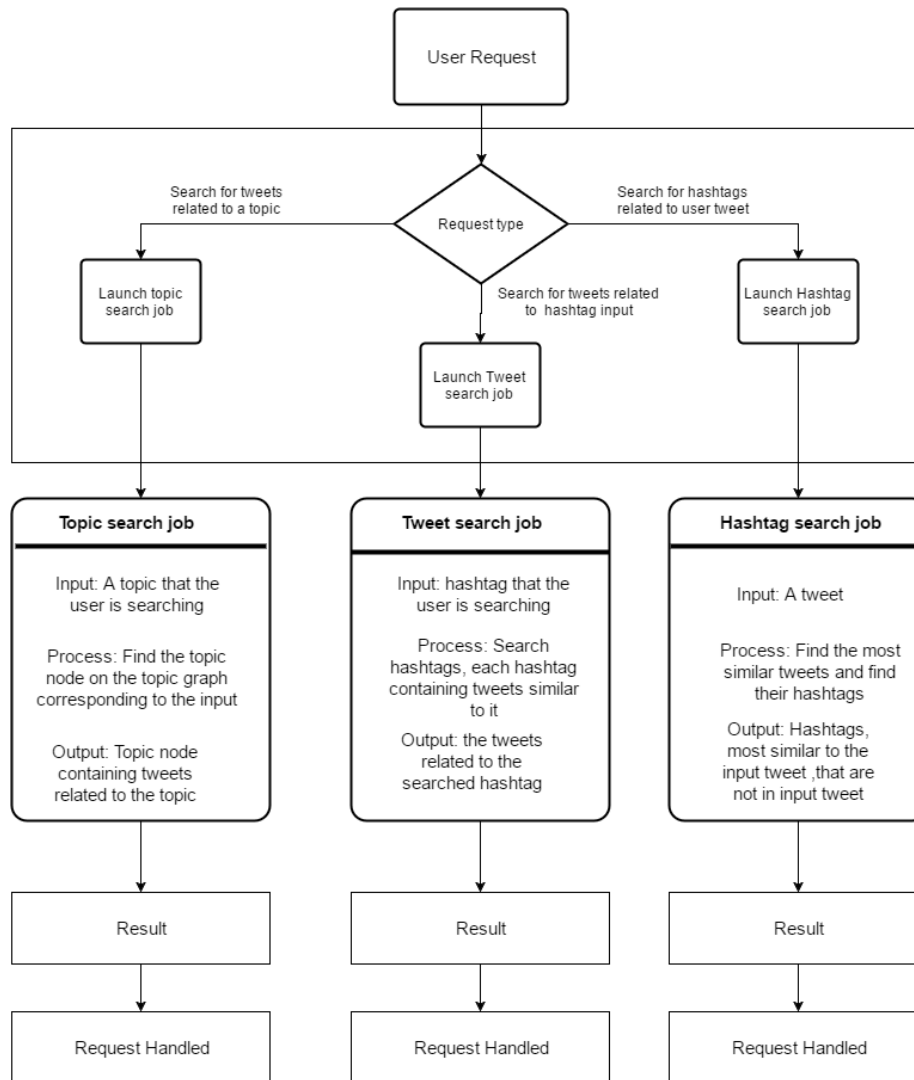 User Request
Search for tweets
related to a topic
Request type
Search for hashtags
related to user tweet
Launch topic
search job
Search for tweets related
to hashtag input
Launch Hashtag
search job
Launch Tweet
search job
Topic search job
Input: A topic that the
user is searching
Process: Find the topic
node on the topic graph
corresponding to the input
Output: Topic node
containing tweets
related to the topic
Tweet search job
Input: hashtag that the
user is searching
Process: Search
hashtags, each hashtag
containing tweets similar
to it
Output: the tweets
related to the
searched hashtag
Hashtag search job
Input: A tweet
Process: Find the most
similar tweets and find
their hashtags
Output: Hashtags,
most similar to the
input tweet ,that are
not in input tweet
Result
Result
Result
Request Handled
Request Handled
Request Handled